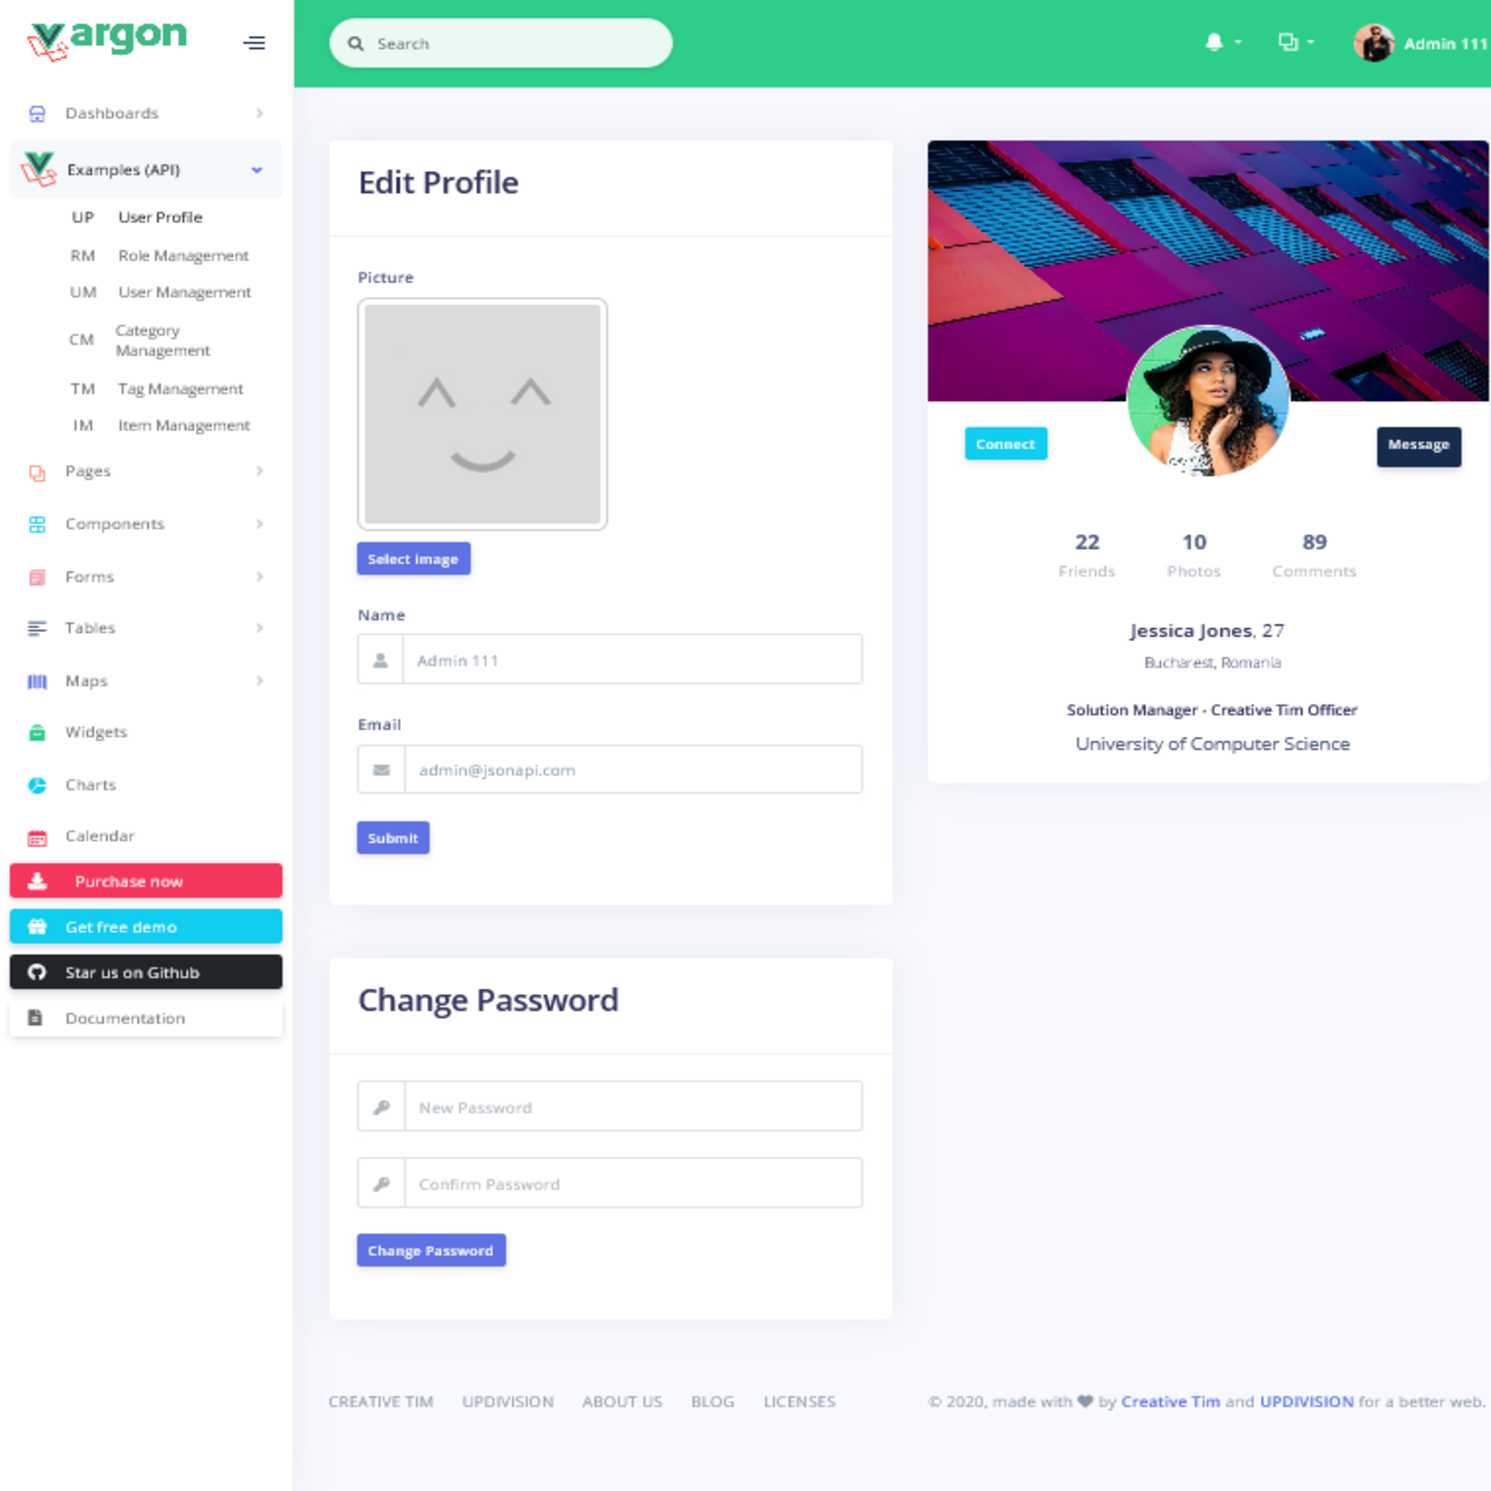 argon
Dashboards
Examples (API)
UP User Profile
RM Role Management
UM User Management
CM Category
Management
TM Tag Management
IM Item Management
Pages
Components
Forms
Tables
Maps
Widgets
Charts
Calendar
Purchase now
Get free demo
Star us on Github
Documentation
Search
Admin 111
Edit Profile
Picture
Select image
Name
Admin 111
Email
admin@jsonapi.com
Submit
Connect
Message
22 10 89
Friends Photos Comments
Jessica Jones, 27
Bucharest, Romania
Solution Manager - Creative Tim Officer
University of Computer Science
Change Password
New Password
Confirm Password
Change Password
CREATIVE TIM UPDIVISION ABOUT US BLOG LICENSES
© 2020, made with ♥ by Creative Tim and UPDIVISION for a better web.